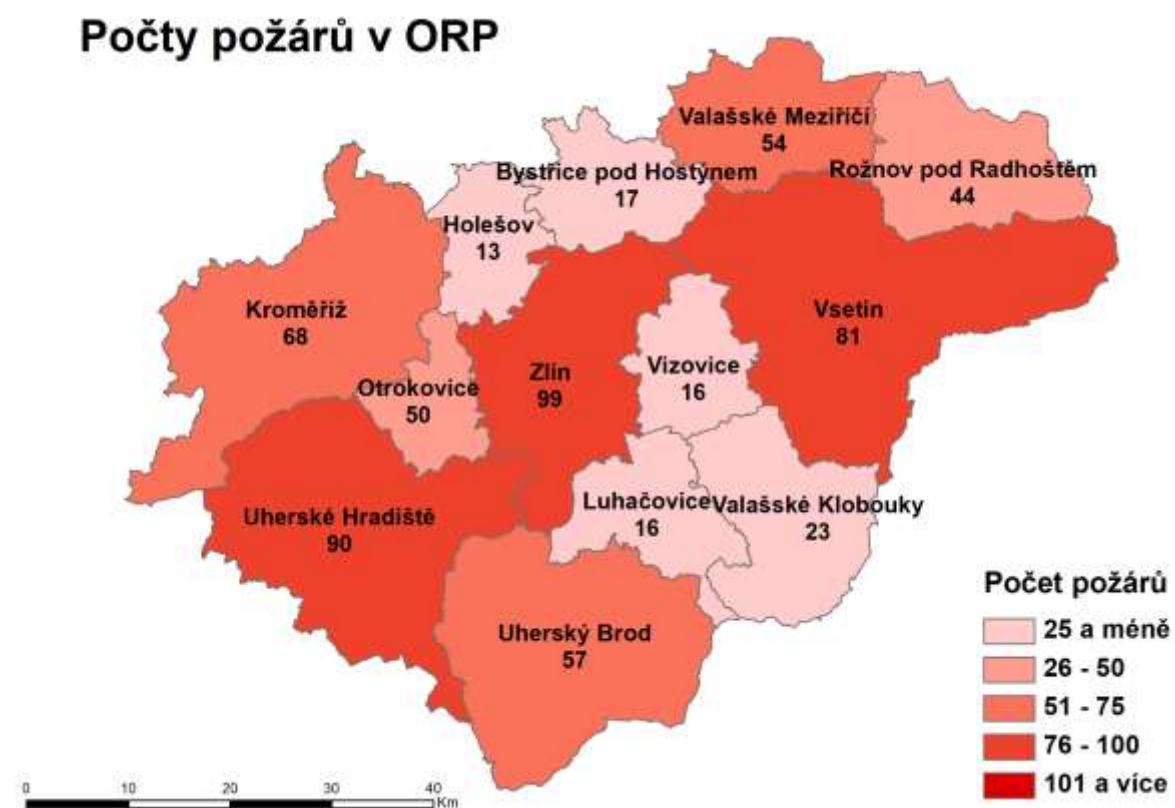 Počty požárů v ORP
Valašské Meziříčí
54
Bystřice pod Hostýnem
17
Rožnov pod Radhoštěm
44
Holešov
13
Kroměříž
68
Vsetín
81
Zlín
99
Vizovice
16
Otrokovice
50
Luhačovice
16
Valašské Klobouky
23
Uherské Hradiště
90
Uherský Brod
57
Počet požárů
25 a méně
26 - 50
51 - 75
76 - 100
101 a více
0 10 20 30 40
Km